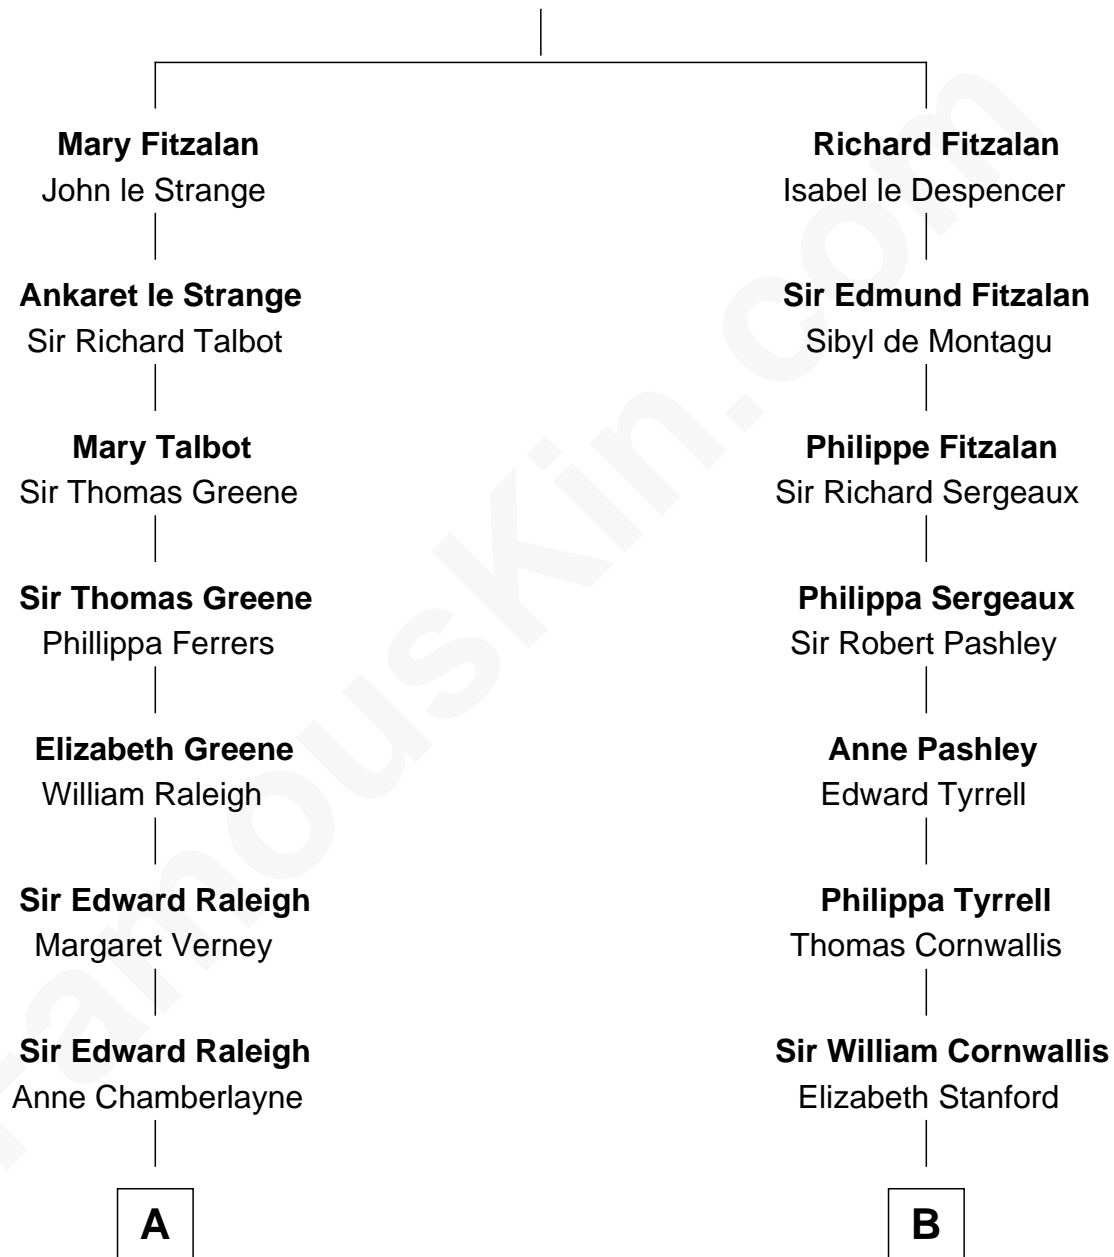 Mary Fitzalan
John le Strange
Richard Fitzalan
Isabel le Despencer
Ankaret le Strange
Sir Richard Talbot
Sir Edmund Fitzalan
Sibyl de Montagu
Mary Talbot
Sir Thomas Greene
Philippe Fitzalan
Sir Richard Sergeaux
Sir Thomas Greene
Phillippa Ferrers
Philippa Sergeaux
Sir Robert Pashley
Elizabeth Greene
William Raleigh
Anne Pashley
Edward Tyrrell
Sir Edward Raleigh
Margaret Verney
Philippa Tyrrell
Thomas Cornwallis
Sir Edward Raleigh
Anne Chamberlayne
Sir William Cornwallis
Elizabeth Stanford
A
B
FamousKin.com